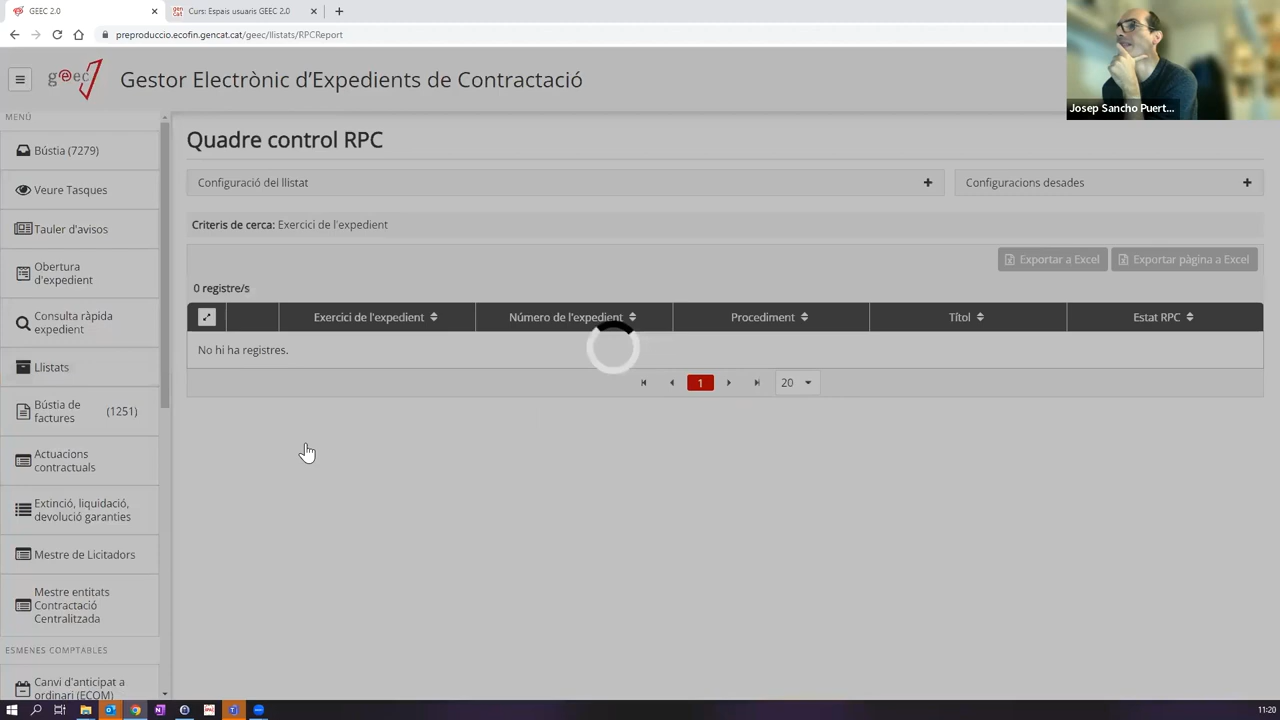 GEEC 2.0
Curs: Espais usuaris GEEC 2.0
preproduccio.ecofin.gencat.cat/geec/llistats/RPCReport
Josep Sancho Puert...
geec
Gestor Electrònic d'Expedients de Contractació
MENÚ
Bústia (7279)
Veure Tasques
Tauler d'avisos
Obertura
d'expedient
Consulta ràpida
expedient
Llistats
Bústia de
factures
(1251)
Actuacions
contractuals
Extinció, liquidació,
devolució garanties
Mestre de Licitadors
Mestre entitats
Contractació
Centralitzada
ESMENES COMPTABLES
Canvi d'anticipat a
ordinari (ECOM)
Quadre control RPC
Configuració del llistat
Configuracions desades
Criteris de cerca: Exercici de l'expedient
Exportar a Excel
Exportar pàgina a Excel
0 registre/s
Exercici de l'expedient
Número de l'expedient
Procediment
Títol
Estat RPC
No hi ha registres.
1
20
11:20